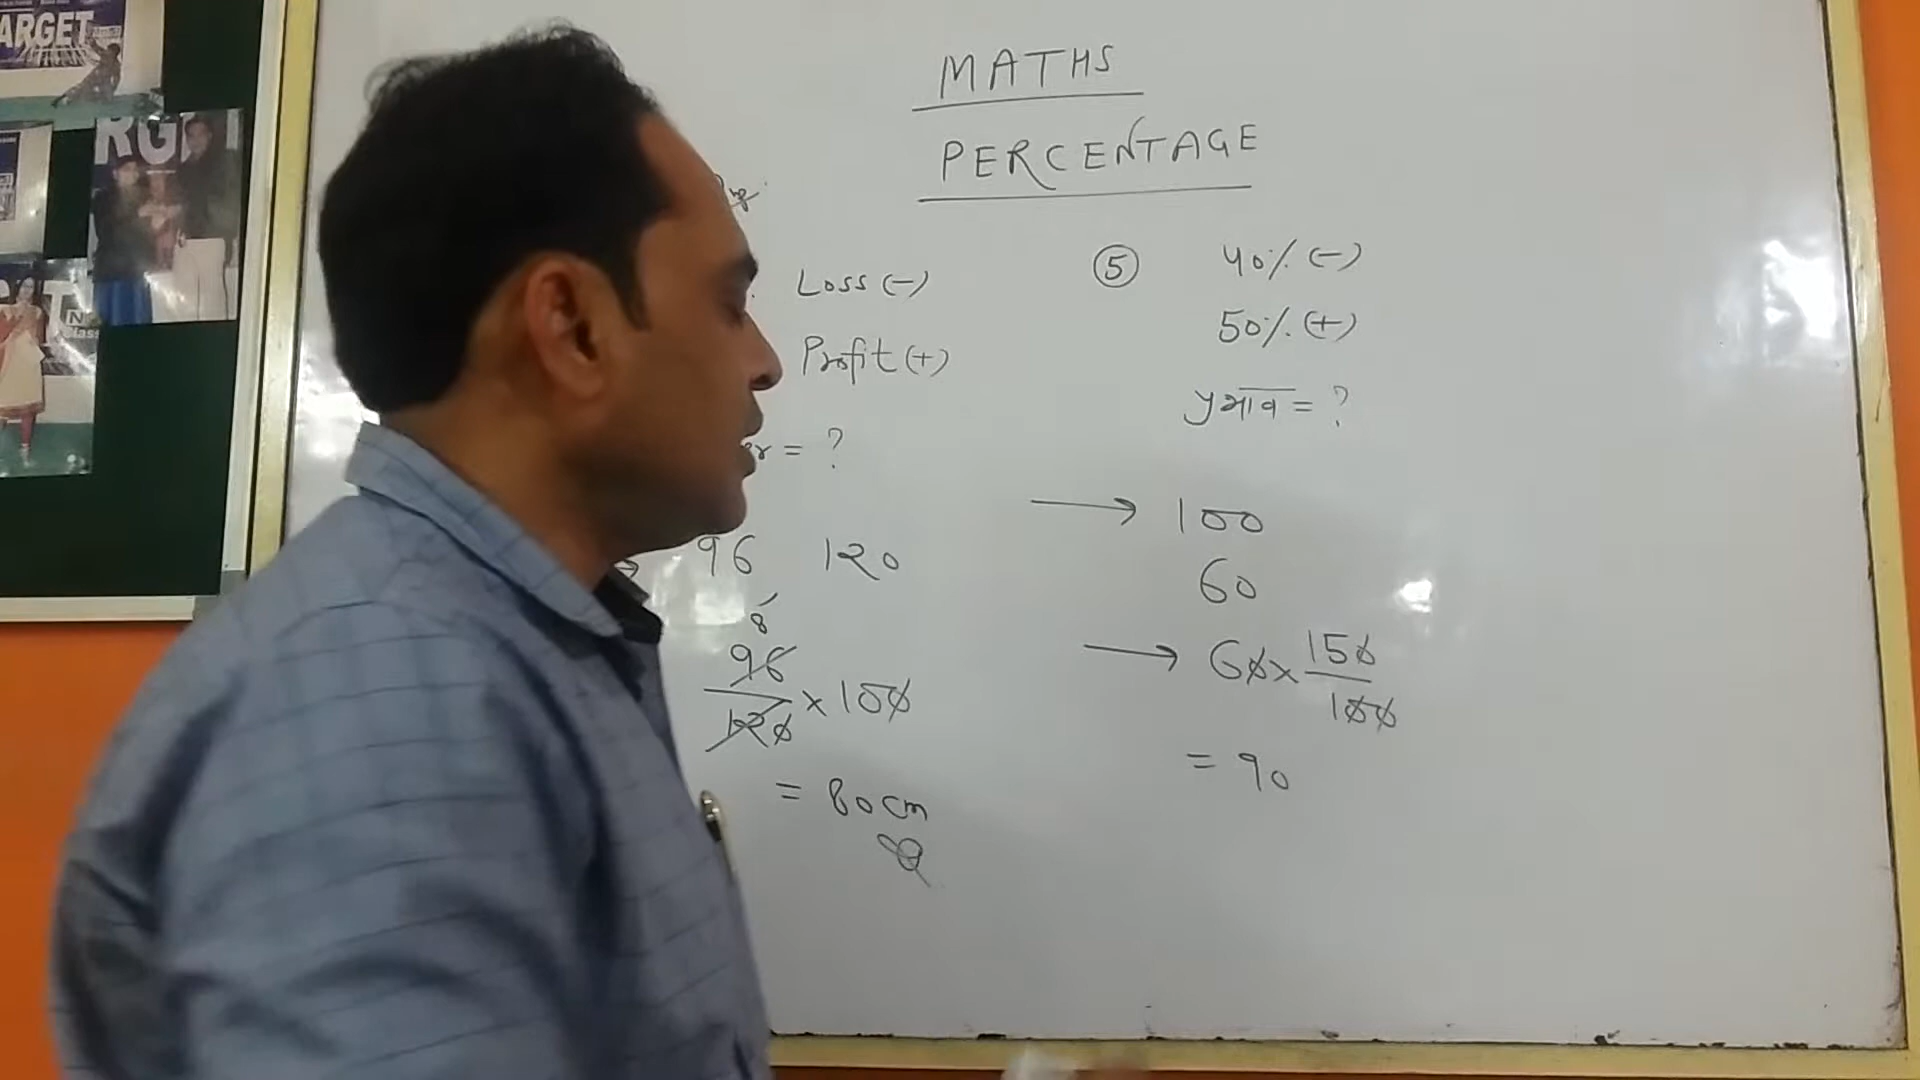 ARGET
MATHS
PERCENTAGE
Loss (-)
Profit (+)
= ?
96 120
8
96
120 × 100
= 80 cm
⑤ 40% (-)
50% (+)
= ?
→ 100
60
→ 60 × 150
100
= 90